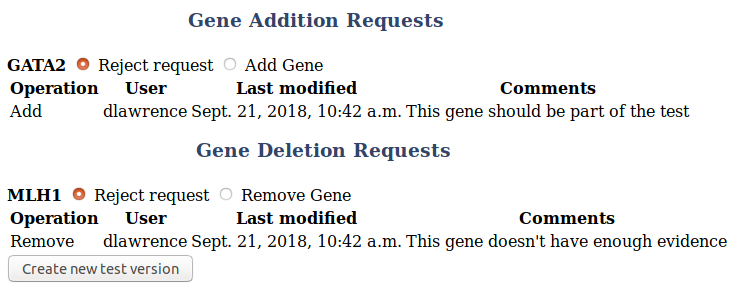 Gene Addition Requests
GATA2 Reject request Add Gene
Operation User Last modified Comments
Add dlawrence Sept. 21, 2018, 10:42 a.m. This gene should be part of the test
Gene Deletion Requests
MLH1 Reject request Remove Gene
Operation User Last modified Comments
Remove dlawrence Sept. 21, 2018, 10:42 a.m. This gene doesn't have enough evidence
Create new test version